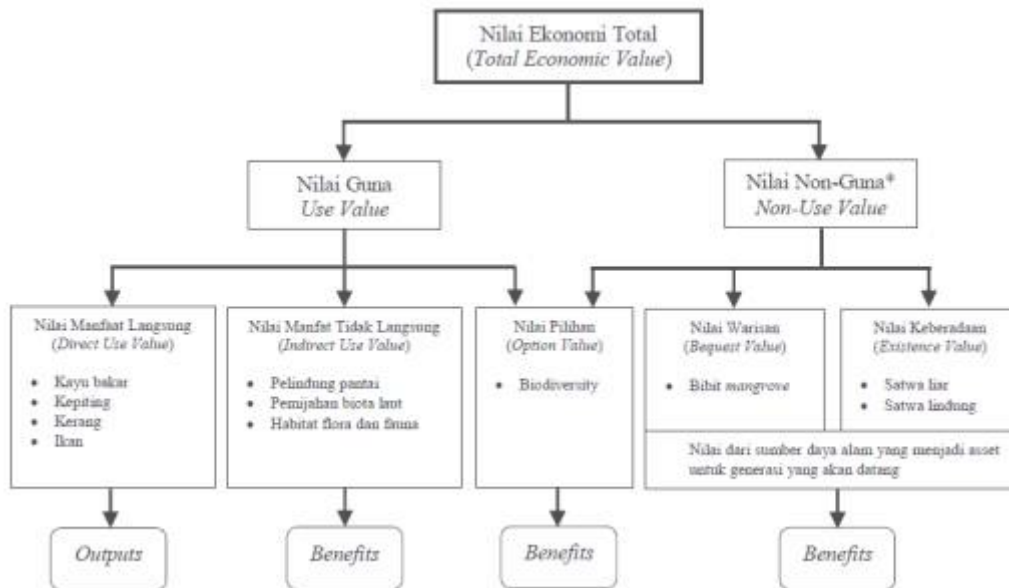 Nilai Ekonomi Total
(Total Economic Value)
Nilai Guna
Use Value
Nilai Non-Guna*
Non-Use Value
Nilai Manfaat Langsung
(Direct Use Value)
• Kayu bakar
• Kepiting
• Kerang
• Ikan
Nilai Manfat Tidak Langsung
(Indirect Use Value)
• Pelindung pantai
• Pemijahan biota laut
• Habitat flora dan fauna
Nilai Pilihan
(Option Value)
• Biodiversity
Nilai Warisan
(Bequest Value)
• Bibit mangrove
Nilai Keberadaan
(Existence Value)
• Satwa liar
• Satwa lindung
Nilai dari sumber daya alam yang menjadi asset
untuk generasi yang akan datang
Outputs
Benefits
Benefits
Benefits